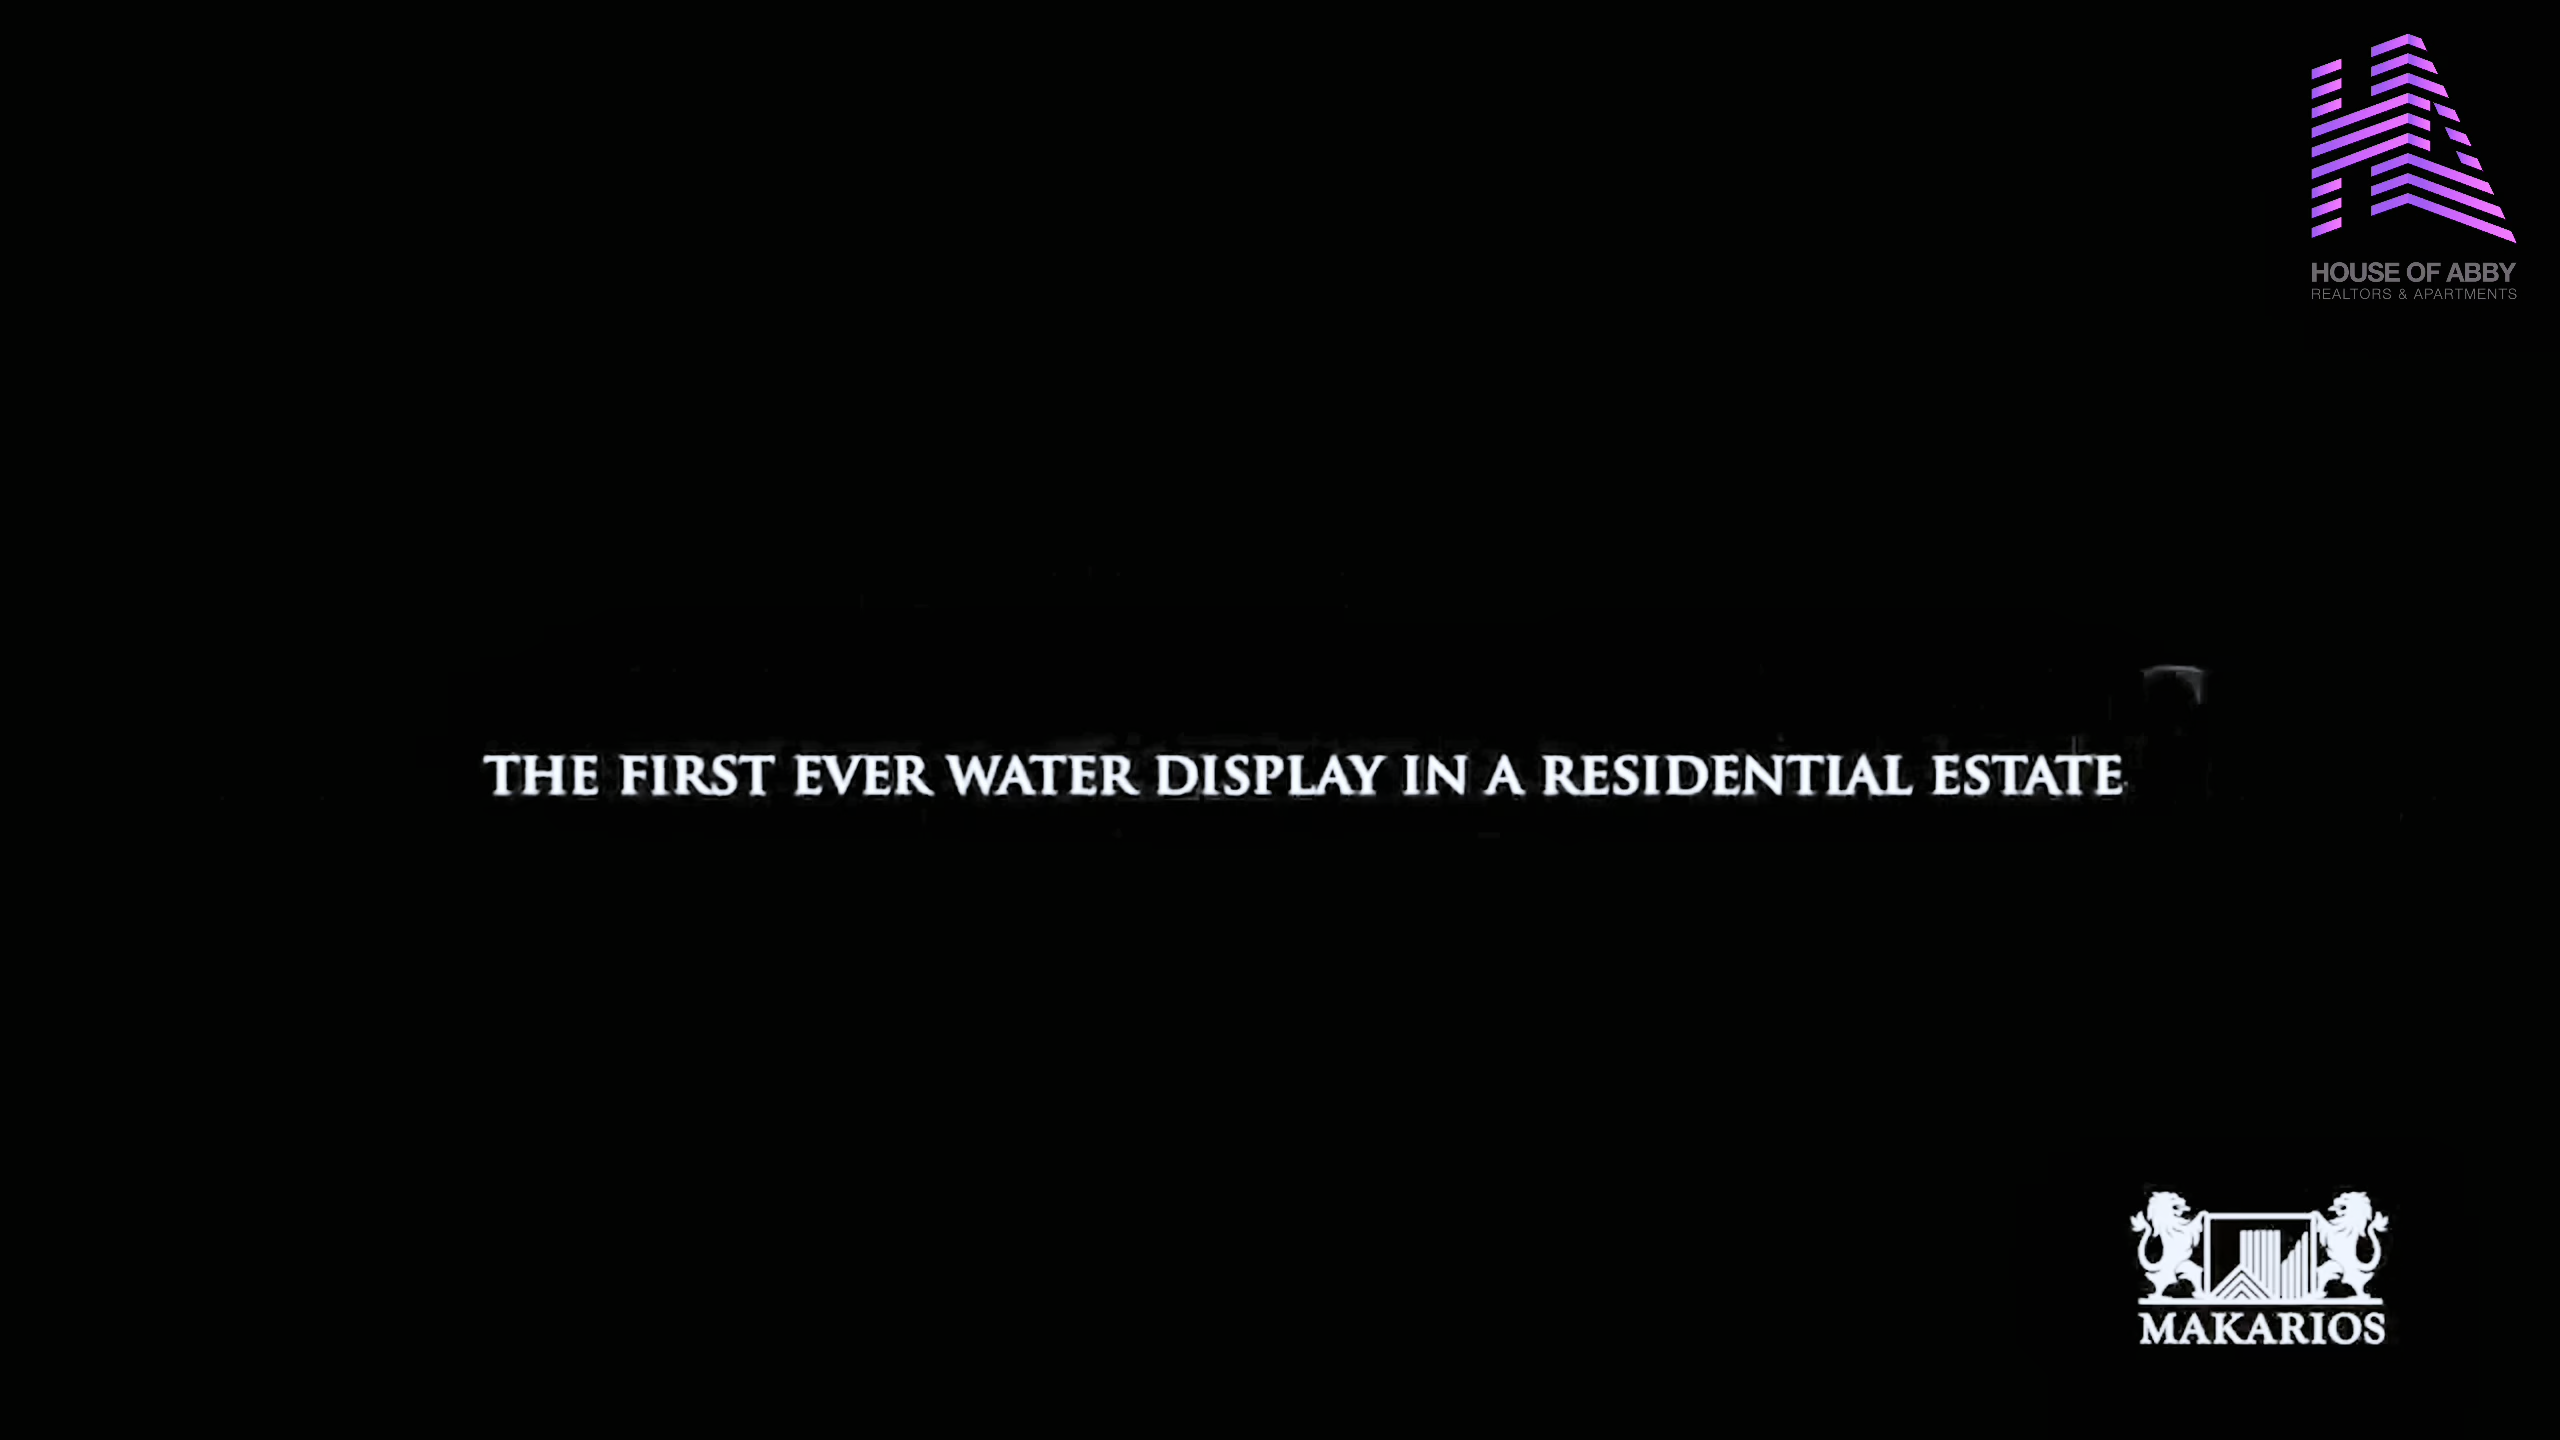 HOUSE OF ABBY
REALTORS & APARTMENTS
THE FIRST EVER WATER DISPLAY IN A RESIDENTIAL ESTATE
MAKARIOS